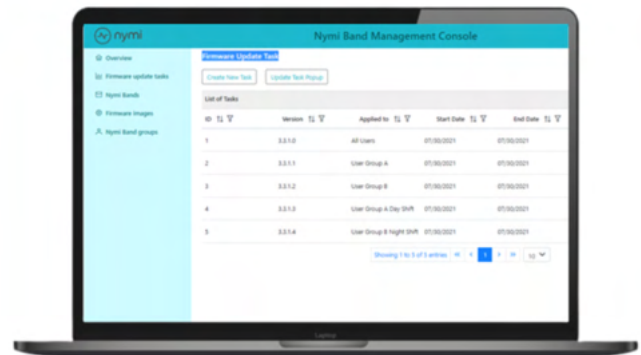 nymi
Nymi Band Management Console
Overview
Firmware update tasks
Nymi Bands
Firmware images
Nymi Band groups
Firmware Update Task
Create New Task Update Task Popup
List of Tasks
ID Version Applied to Start Date End Date
1 3.3.1.0 All Users 07/30/2021 07/30/2021
2 3.3.1.1 User Group A 07/30/2021 07/30/2021
3 3.3.1.2 User Group B 07/30/2021 07/30/2021
4 3.3.1.3 User Group A Day Shift 07/30/2021 07/30/2021
5 3.3.1.4 User Group B Night Shift 07/30/2021 07/30/2021
Showing 1 to 5 of 5 entries « ‹ 1 › » 10
Laptop